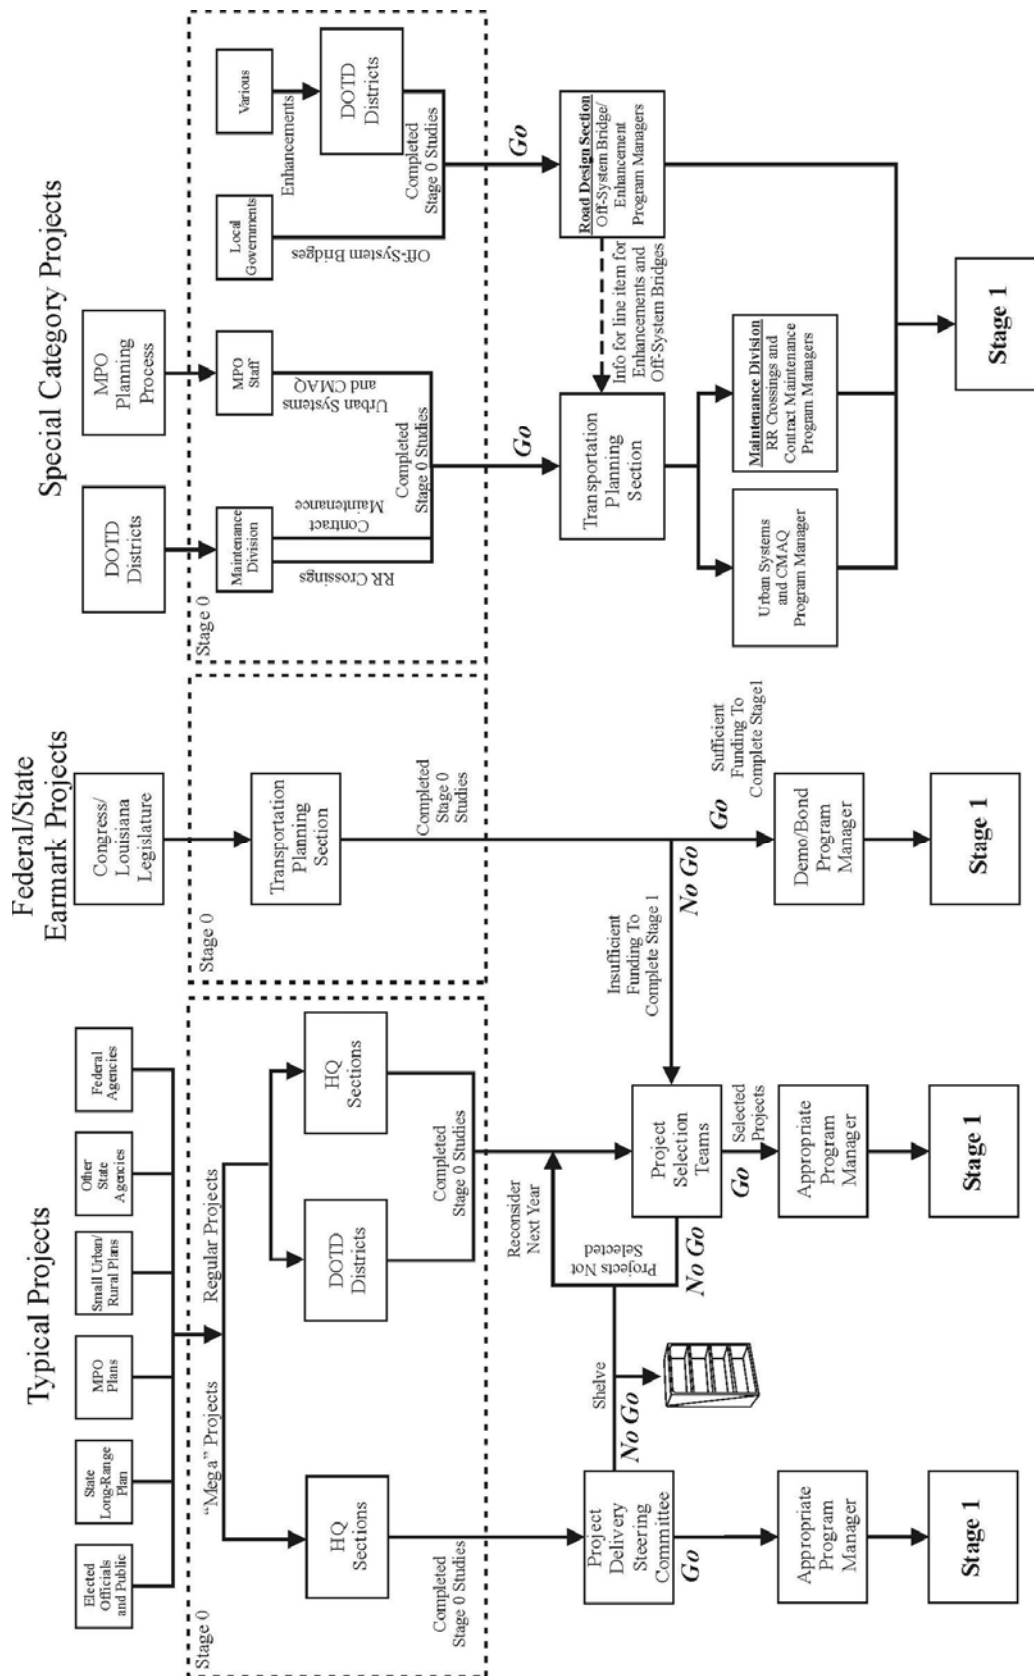 Typical Projects
Elected
Officials
and Public
State
Long-Range
Plan
MPO
Plans
Small Urban/
Rural Plans
Other
State
Agencies
Federal
Agencies
Stage 0
"Mega" Projects
Regular Projects
HQ
Sections
DOTD
Districts
HQ
Sections
Completed
Stage 0 Studies
Completed
Stage 0 Studies
Project
Delivery
Steering
Committee
No Go
Shelve
Reconsider
Next Year
Projects Not
Selected
No Go
Project
Selection
Teams
Go
Go
Selected
Projects
Appropriate
Program
Manager
Appropriate
Program
Manager
Stage 1
Stage 1
Federal/State
Earmark Projects
Congress/
Louisiana
Legislature
Stage 0
Transportation
Planning
Section
Completed
Stage 0
Studies
Insufficient
Funding To
Complete Stage 1
No Go
Go
Sufficient
Funding To
Complete Stage1
Demo/Bond
Program
Manager
Stage 1
Special Category Projects
DOTD
Districts
MPO
Planning
Process
Stage 0
Maintenance
Division
MPO
Staff
Local
Governments
Various
Enhancements
DOTD
Districts
RR Crossings
Contract
Maintenance
Urban Systems
and CMAQ
Off-System Bridges
Completed
Stage 0 Studies
Completed
Stage 0 Studies
Go
Go
Transportation
Planning
Section
Info for line item for
Enhancements and
Off-System Bridges
Road Design Section
Off-System Bridge/
Enhancement
Program Managers
Urban Systems
and CMAQ
Program Manager
Maintenance Division
RR Crossings and
Contract Maintenance
Program Managers
Stage 1